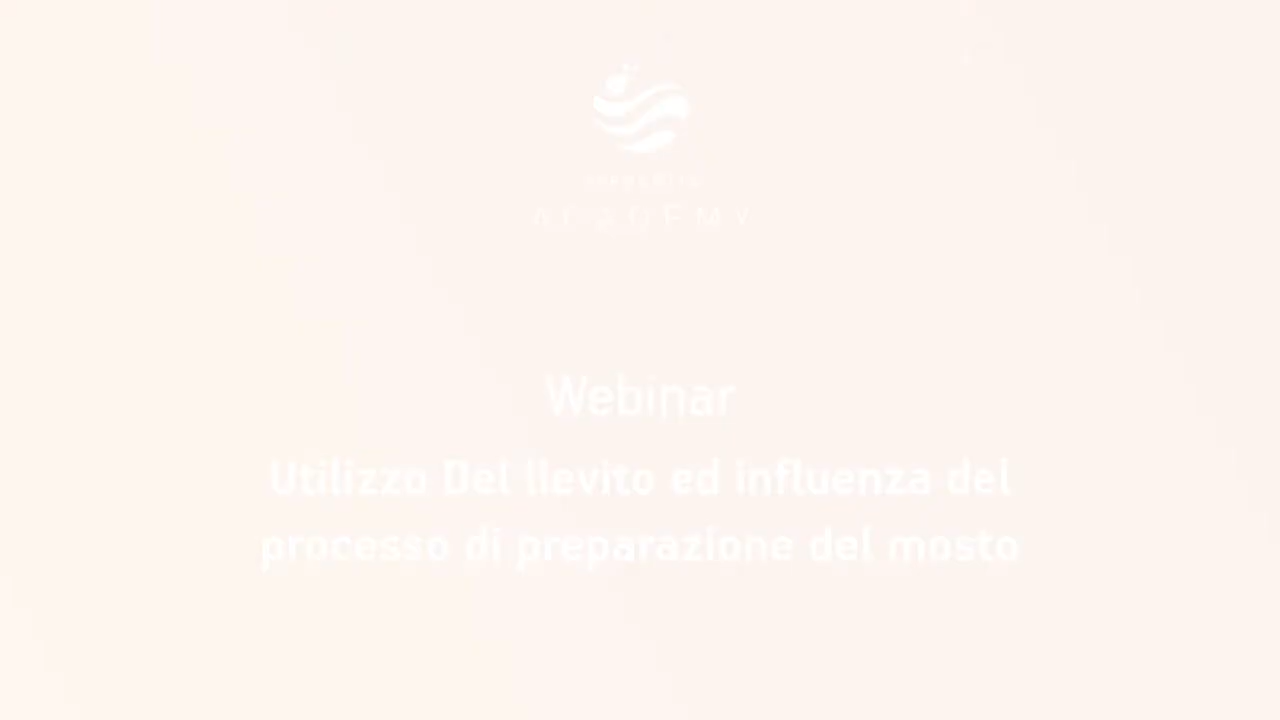 ACADEMY
Webinar
Utilizzo Del lievito ed influenza del
processo di preparazione del mosto